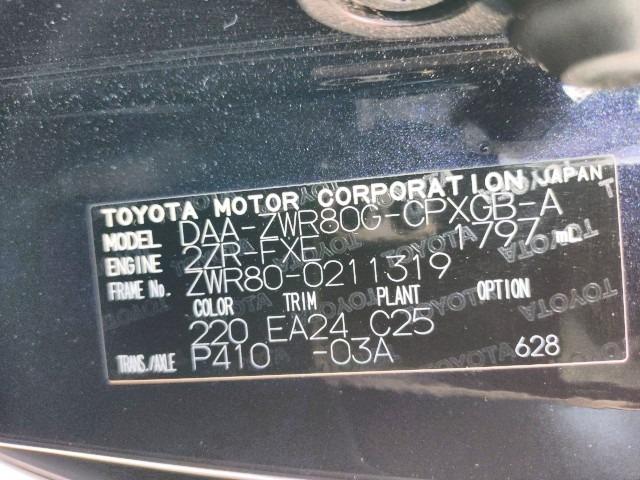 TOYOTA MOTOR CORPORATION JAPAN
MODEL DAA-ZWR80G-CPXGB-A
ENGINE 2ZR-FXE 1797 mL
FRAME No. ZWR80-0211319
COLOR TRIM PLANT OPTION
220 EA24 C25
TRANS./AXLE P410 -03A 628